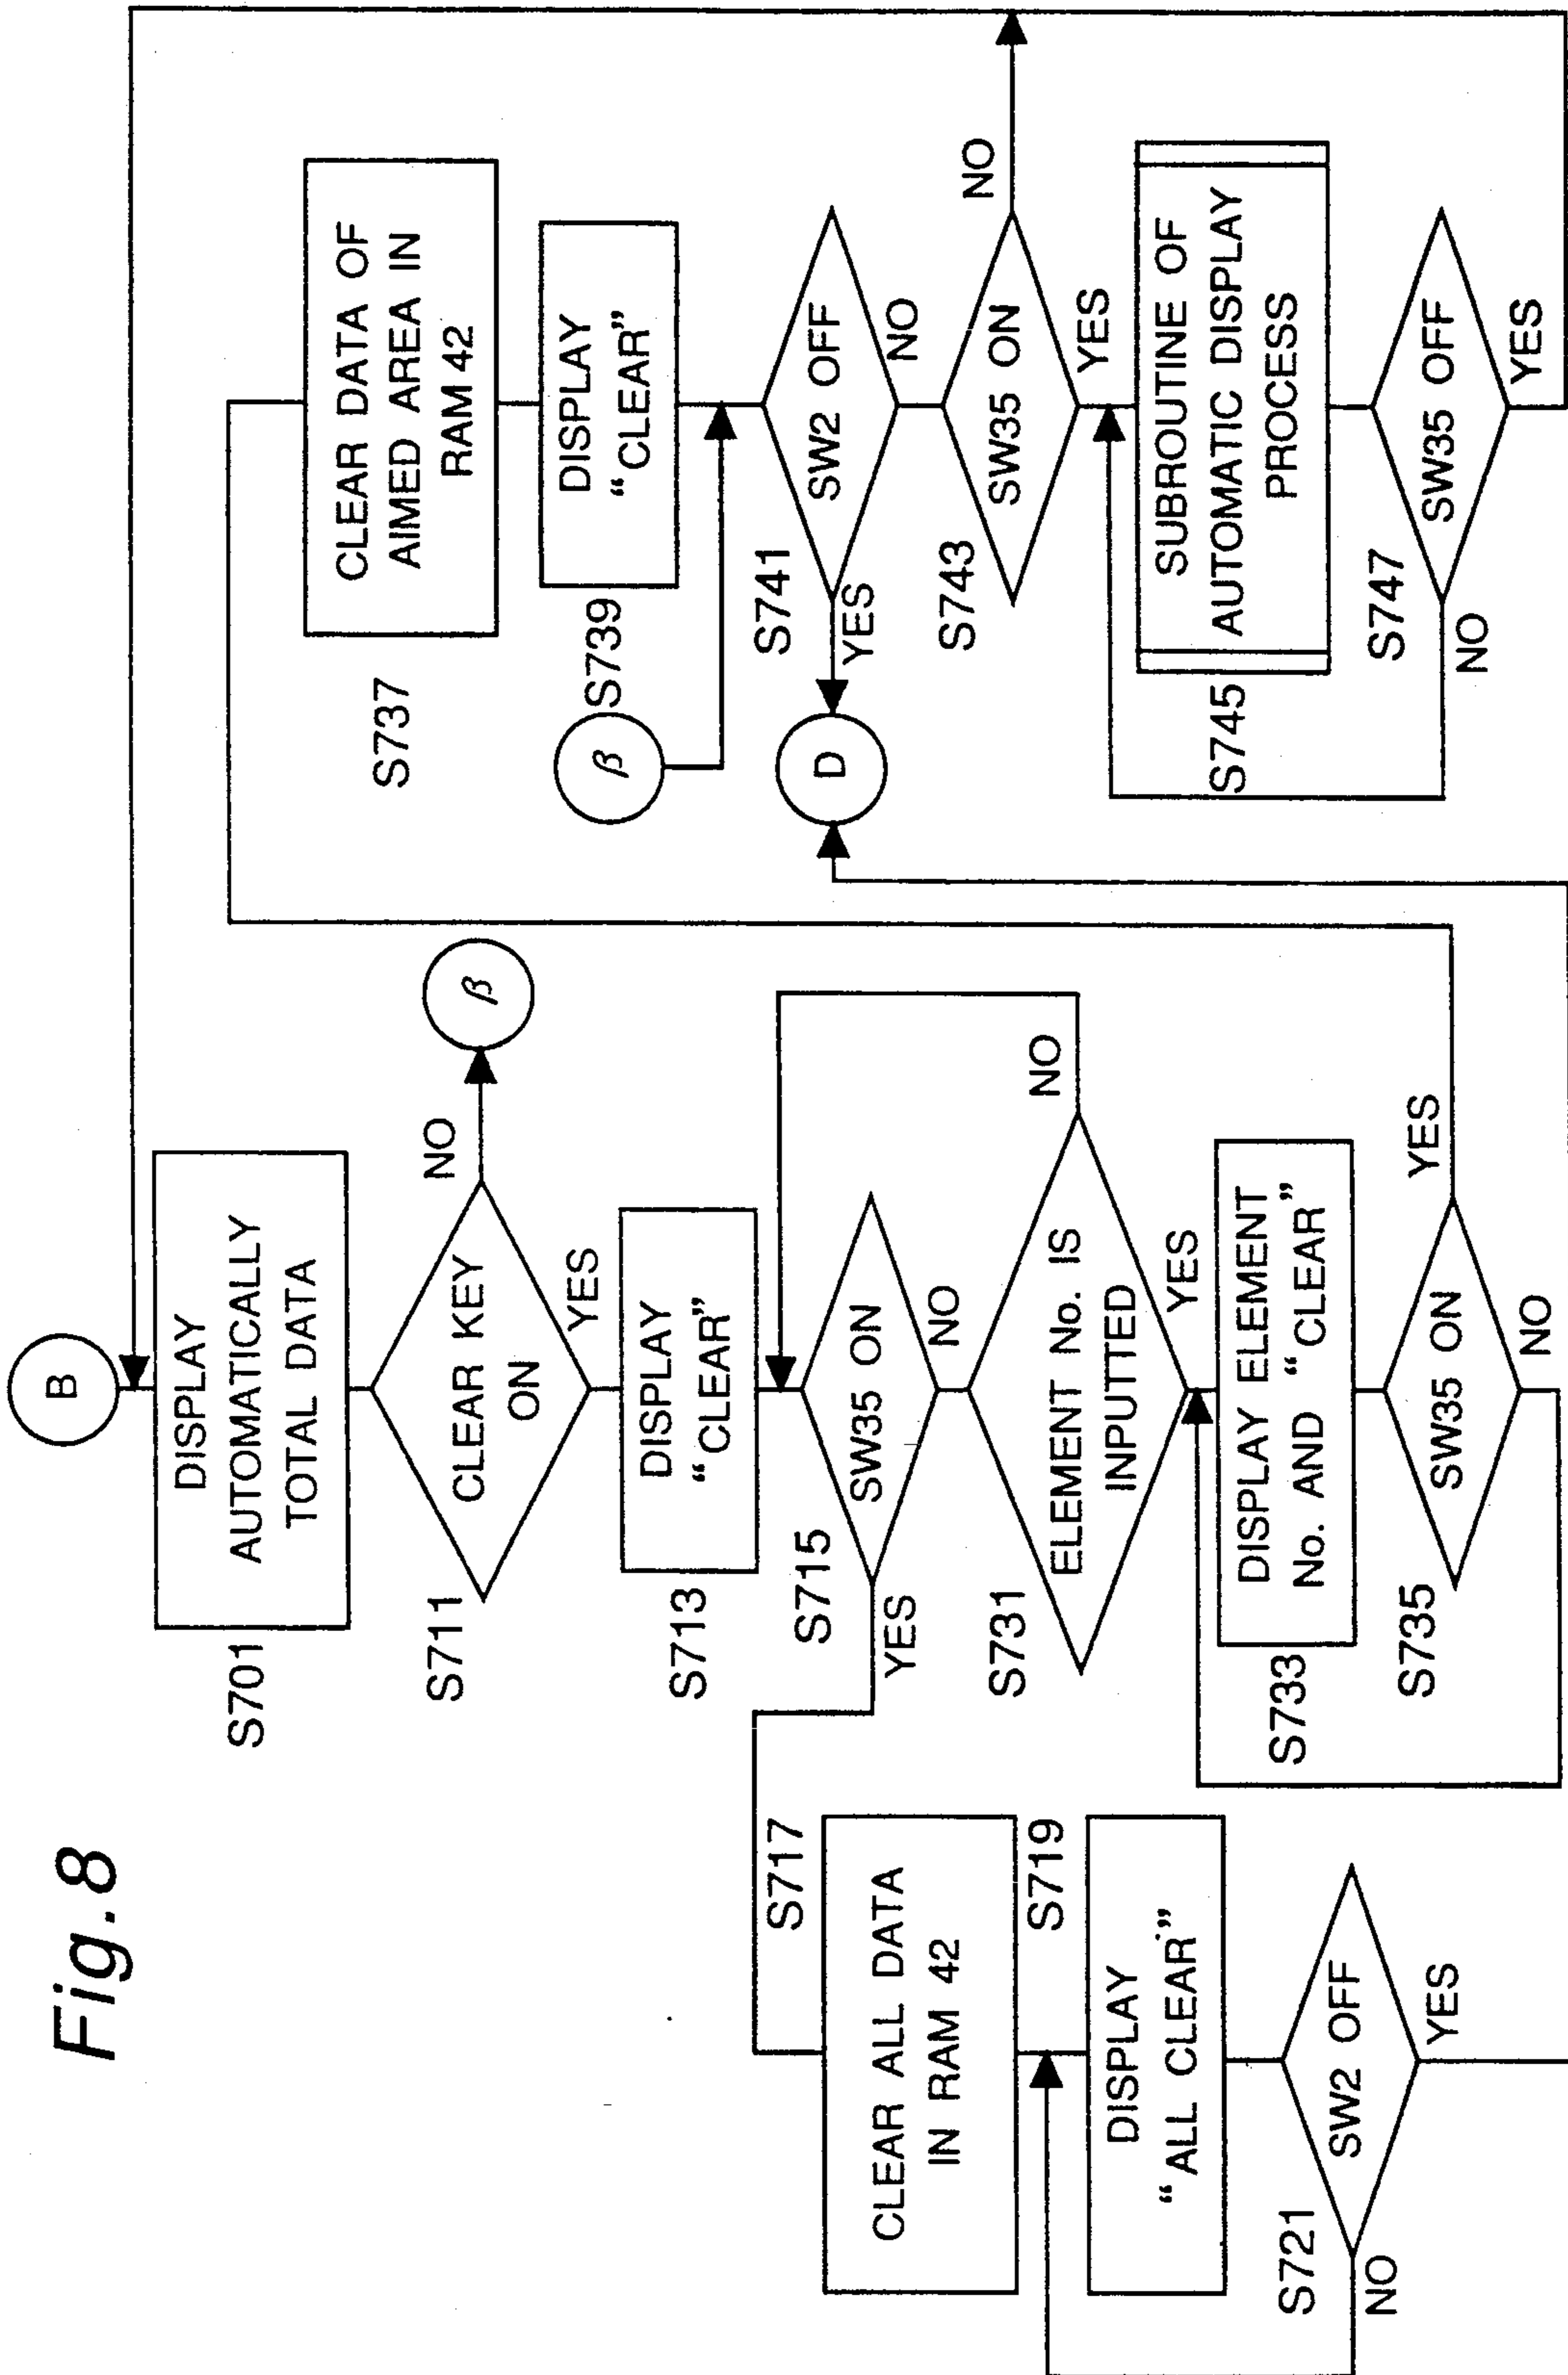 Fig.8
B
S701
DISPLAY
AUTOMATICALLY
TOTAL DATA
S711
CLEAR KEY
ON
NO
β
YES
S713
DISPLAY
“CLEAR”
S715
SW35 ON
YES
NO
S731
ELEMENT No. IS
INPUTTED
NO
YES
S733
DISPLAY ELEMENT
No. AND “CLEAR”
S735
SW35 ON
YES
NO
S717
CLEAR ALL DATA
IN RAM 42
S719
DISPLAY
“ALL CLEAR”
S721
SW2 OFF
NO
YES
S737
CLEAR DATA OF
AIMED AREA IN
RAM 42
S739
DISPLAY
“CLEAR”
β
S741
SW2 OFF
YES
NO
D
S743
SW35 ON
NO
YES
S745
SUBROUTINE OF
AUTOMATIC DISPLAY
PROCESS
S747
SW35 OFF
NO
YES